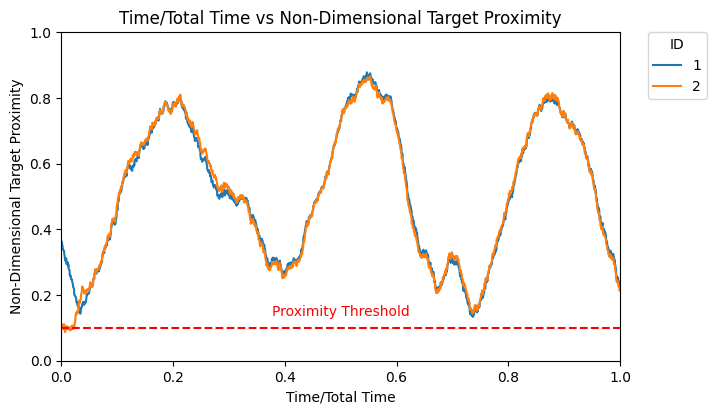 Time/Total Time vs Non-Dimensional Target Proximity
ID
1
2
Non-Dimensional Target Proximity
1.0
0.8
0.6
0.4
0.2
0.0
Proximity Threshold
0.0 0.2 0.4 0.6 0.8 1.0
Time/Total Time